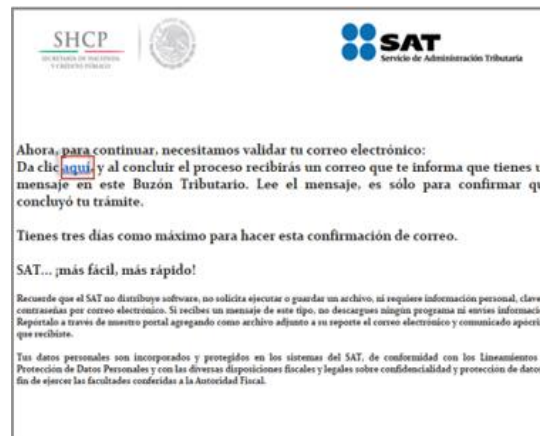 SHCP
SECRETARÍA DE HACIENDA
Y CRÉDITO PÚBLICO
SAT
Servicio de Administración Tributaria
Ahora, para continuar, necesitamos validar tu correo electrónico:
Da clic aquí, y al concluir el proceso recibirás un correo que te informa que tienes u
mensaje en este Buzón Tributario. Lee el mensaje, es sólo para confirmar qu
concluyó tu trámite.
Tienes tres días como máximo para hacer esta confirmación de correo.
SAT... ¡más fácil, más rápido!
Recuerde que el SAT no distribuye software, no solicita ejecutar o guardar un archivo, ni requiere información personal, clave
contraseñas por correo electrónico. Si recibes un mensaje de este tipo, no descargues ningún programa ni envíes informaci
Repórtalo a través de nuestro portal agregando como archivo adjunto a su reporte el correo electrónico y comunicado apócri
que recibiste.
Tus datos personales son incorporados y protegidos en los sistemas del SAT, de conformidad con los Lineamientos
Protección de Datos Personales y con las diversas disposiciones fiscales y legales sobre confidencialidad y protección de dato
fin de ejercer las facultades conferidas a la Autoridad Fiscal.